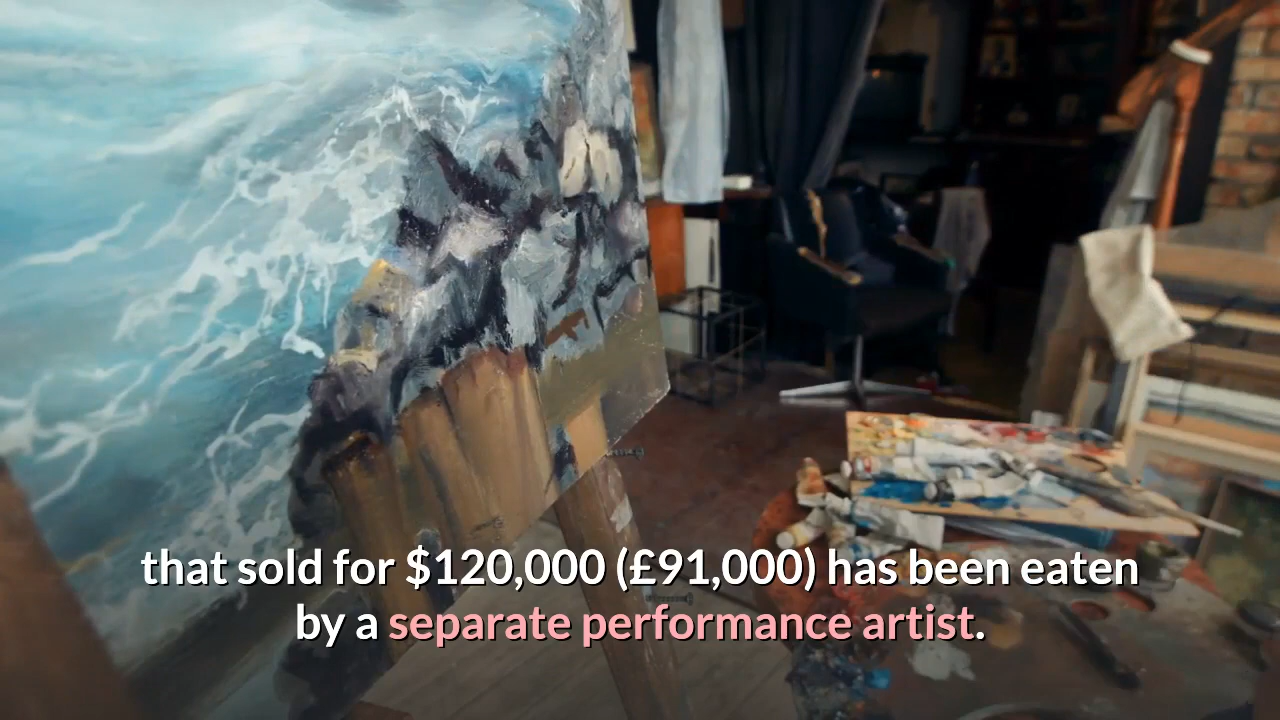 that sold for $120,000 (£91,000) has been eaten
by a separate performance artist.